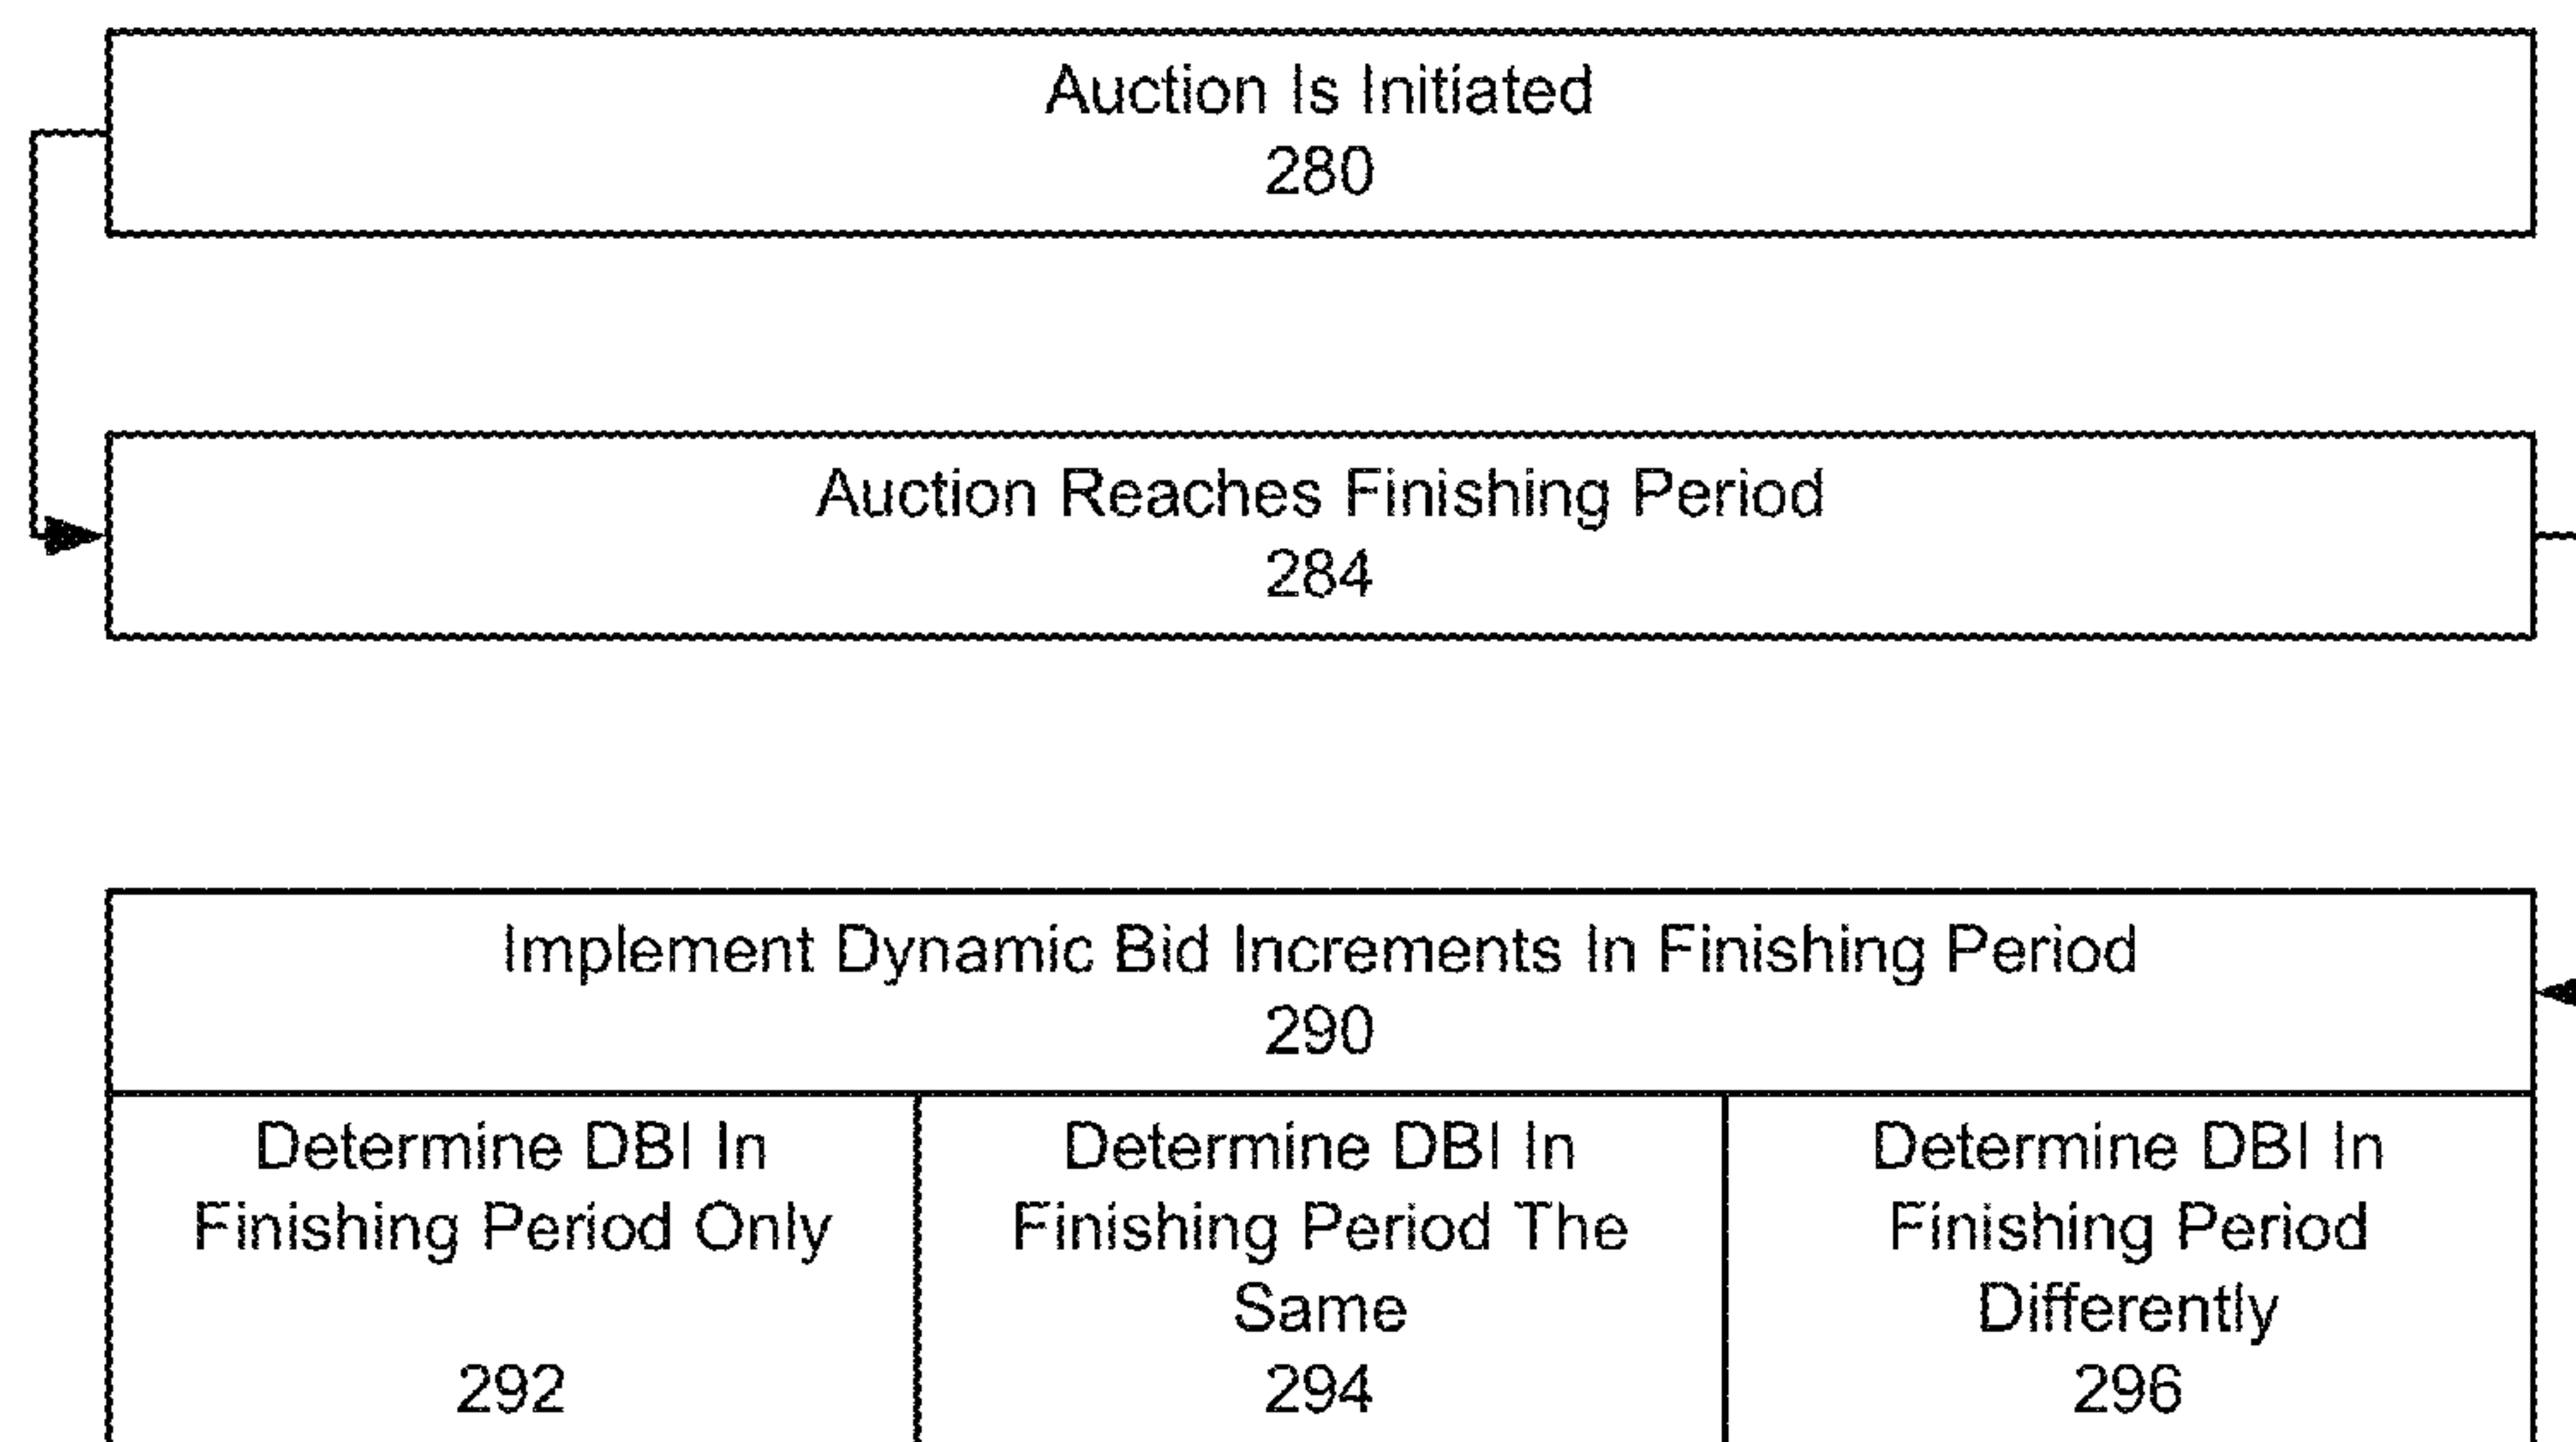 Auction Is Initiated
280
Auction Reaches Finishing Period
284
Implement Dynamic Bid Increments In Finishing Period
290
Determine DBI In
Finishing Period Only
292
Determine DBI In
Finishing Period The
Same
294
Determine DBI In
Finishing Period
Differently
296